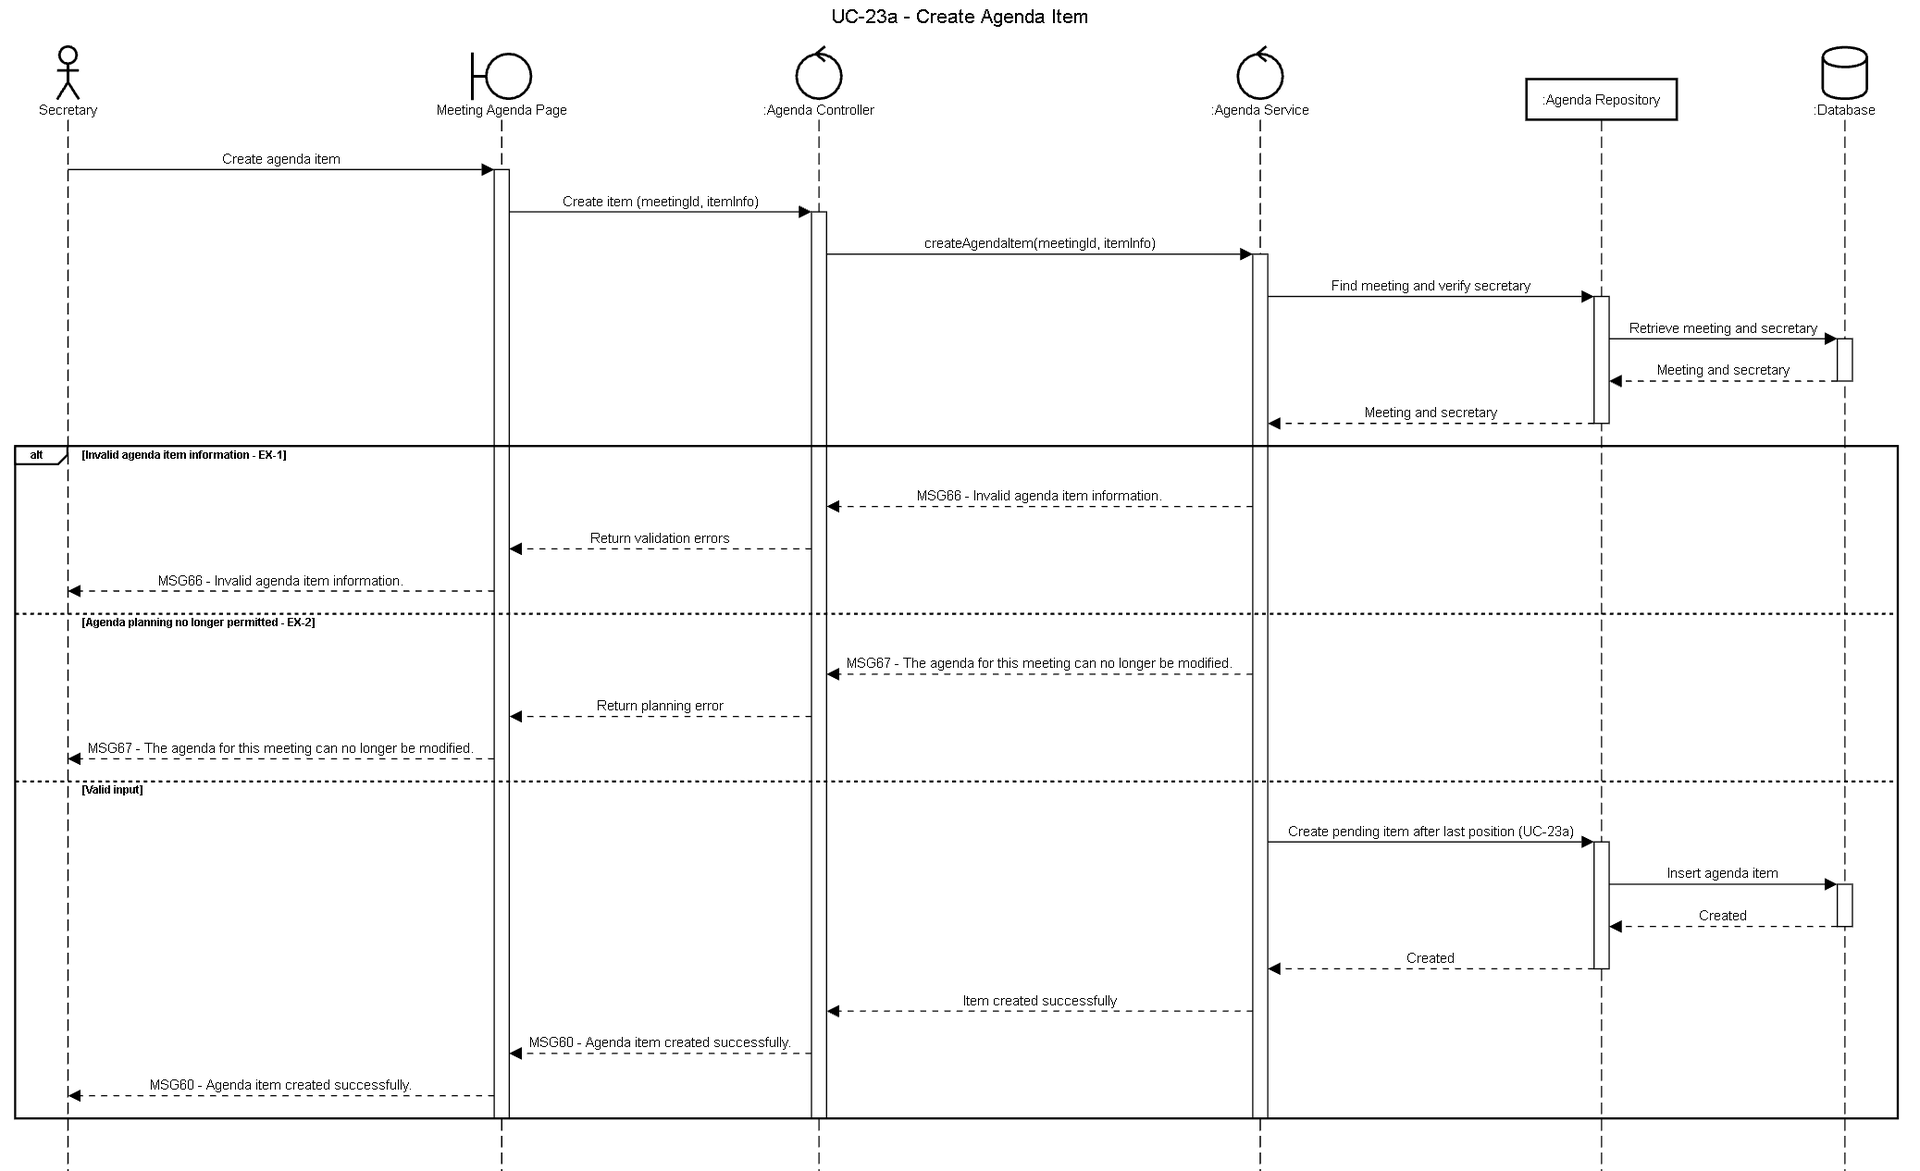 UC-23a - Create Agenda Item
Secretary
Meeting Agenda Page
:Agenda Controller
:Agenda Service
:Agenda Repository
:Database
Create agenda item
Create item (meetingId, itemInfo)
createAgendaItem(meetingId, itemInfo)
Find meeting and verify secretary
Retrieve meeting and secretary
Meeting and secretary
Meeting and secretary
alt
[Invalid agenda item information - EX-1]
MSG66 - Invalid agenda item information.
Return validation errors
MSG66 - Invalid agenda item information.
[Agenda planning no longer permitted - EX-2]
MSG67 - The agenda for this meeting can no longer be modified.
Return planning error
MSG67 - The agenda for this meeting can no longer be modified.
[Valid input]
Create pending item after last position (UC-23a)
Insert agenda item
Created
Created
Item created successfully
MSG60 - Agenda item created successfully.
MSG60 - Agenda item created successfully.